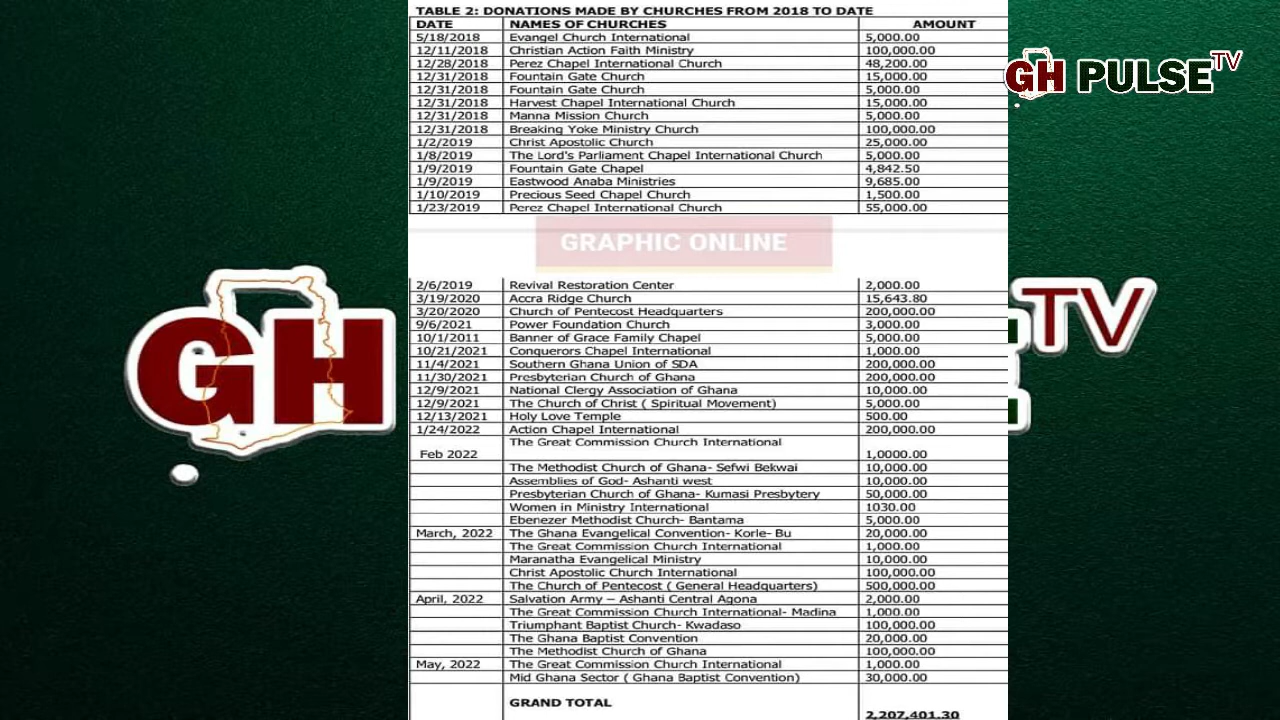 TABLE 2: DONATIONS MADE BY CHURCHES FROM 2018 TO DATE
DATE NAMES OF CHURCHES AMOUNT
5/18/2018 Evangel Church International 5,000.00
12/11/2018 Christian Action Faith Ministry 100,000.00
12/28/2018 Perez Chapel International Church 48,200.00
12/31/2018 Fountain Gate Church 15,000.00
12/31/2018 Fountain Gate Church 5,000.00
12/31/2018 Harvest Chapel International Church 15,000.00
12/31/2018 Manna Mission Church 5,000.00
12/31/2018 Breaking Yoke Ministry Church 100,000.00
1/2/2019 Christ Apostolic Church 25,000.00
1/8/2019 The Lord's Parliament Chapel International Church 5,000.00
1/9/2019 Fountain Gate Chapel 4,842.50
1/9/2019 Eastwood Anaba Ministries 9,685.00
1/10/2019 Precious Seed Chapel Church 1,500.00
1/23/2019 Perez Chapel International Church 55,000.00
GRAPHIC ONLINE
2/6/2019 Revival Restoration Center 2,000.00
3/19/2020 Accra Ridge Church 15,643.80
3/20/2020 Church of Pentecost Headquarters 200,000.00
9/6/2021 Power Foundation Church 3,000.00
10/1/2011 Banner of Grace Family Chapel 5,000.00
10/21/2021 Conquerors Chapel International 1,000.00
11/4/2021 Southern Ghana Union of SDA 200,000.00
11/30/2021 Presbyterian Church of Ghana 200,000.00
12/9/2021 National Clergy Association of Ghana 10,000.00
12/9/2021 The Church of Christ ( Spiritual Movement) 5,000.00
12/13/2021 Holy Love Temple 500.00
1/24/2022 Action Chapel International 200,000.00
Feb 2022 The Great Commission Church International 1,0000.00
The Methodist Church of Ghana- Sefwi Bekwai 10,000.00
Assemblies of God- Ashanti west 10,000.00
Presbyterian Church of Ghana- Kumasi Presbytery 50,000.00
Women in Ministry International 1030.00
Ebenezer Methodist Church- Bantama 5,000.00
March, 2022 The Ghana Evangelical Convention- Korle- Bu 20,000.00
The Great Commission Church International 1,000.00
Maranatha Evangelical Ministry 10,000.00
Christ Apostolic Church International 100,000.00
The Church of Pentecost ( General Headquarters) 500,000.00
April, 2022 Salvation Army – Ashanti Central Agona 2,000.00
The Great Commission Church International- Madina 1,000.00
Triumphant Baptist Church- Kwadaso 100,000.00
The Ghana Baptist Convention 20,000.00
The Methodist Church of Ghana 100,000.00
May, 2022 The Great Commission Church International 1,000.00
Mid Ghana Sector ( Ghana Baptist Convention) 30,000.00
GRAND TOTAL
2,207,401.30
GH PULSE TV
GH
TV